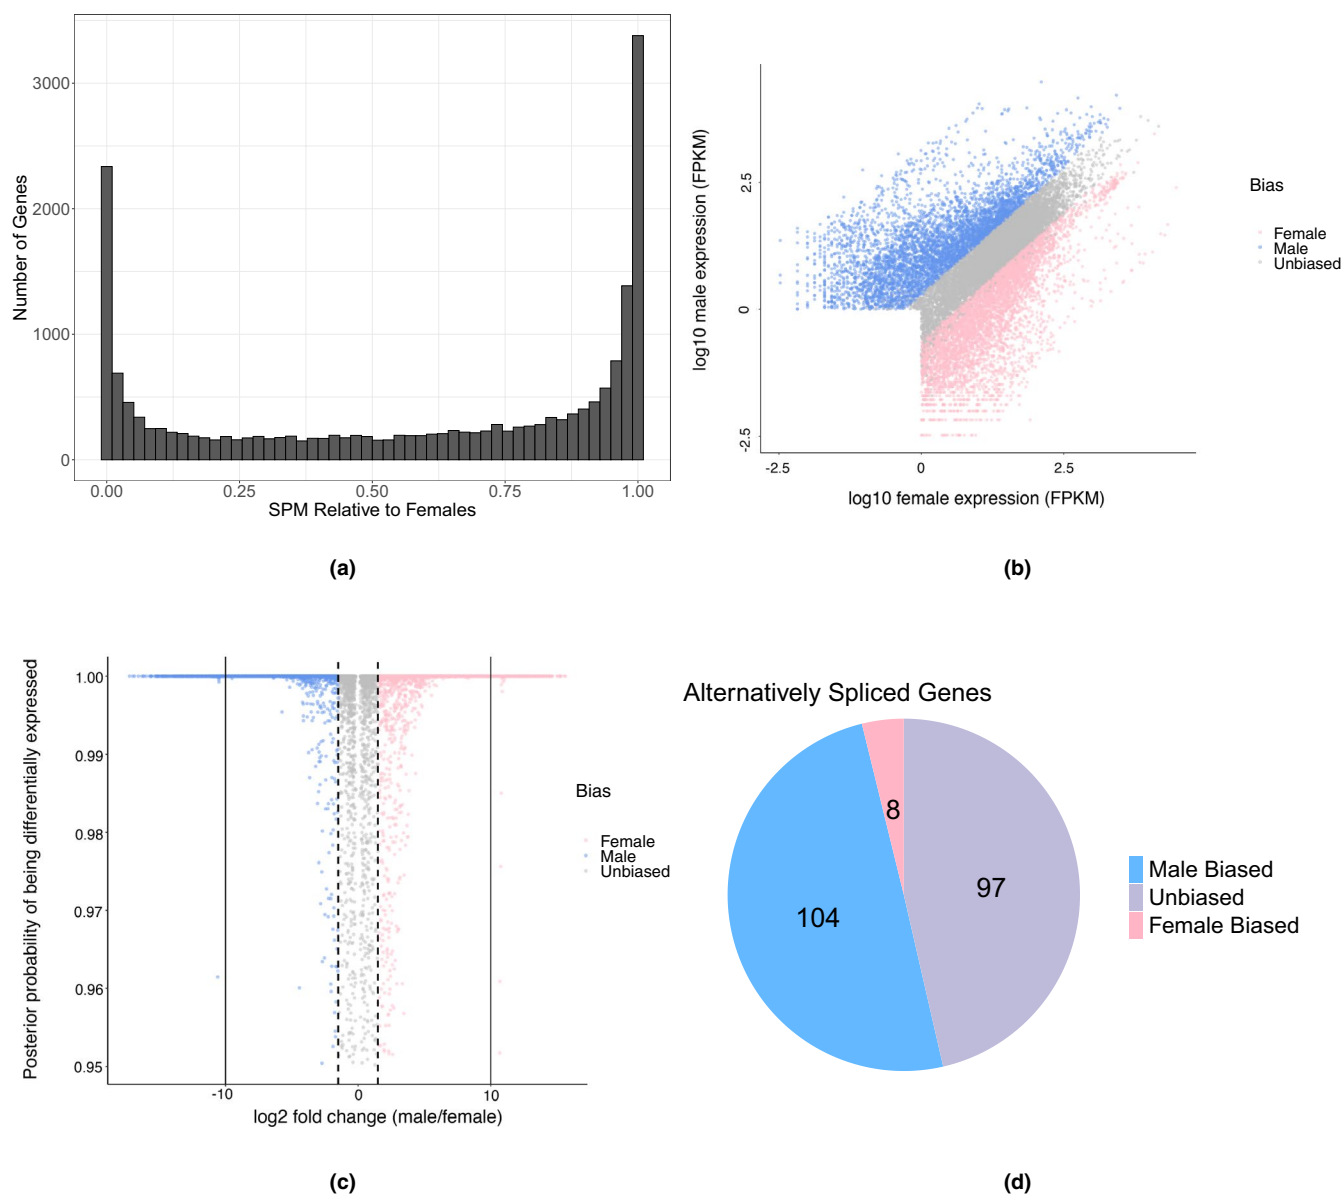 3000
2000
1000
0
Number of Genes
0.00 0.25 0.50 0.75 1.00
SPM Relative to Females
(a)
log10 male expression (FPKM)
2.5
0
-2.5
-2.5 0 2.5
log10 female expression (FPKM)
Bias
Female
Male
Unbiased
(b)
Posterior probability of being differentially expressed
1.00
0.99
0.98
0.97
0.96
0.95
-10 0 10
log2 fold change (male/female)
Bias
Female
Male
Unbiased
(c)
Alternatively Spliced Genes
8
97
104
Male Biased
Unbiased
Female Biased
(d)